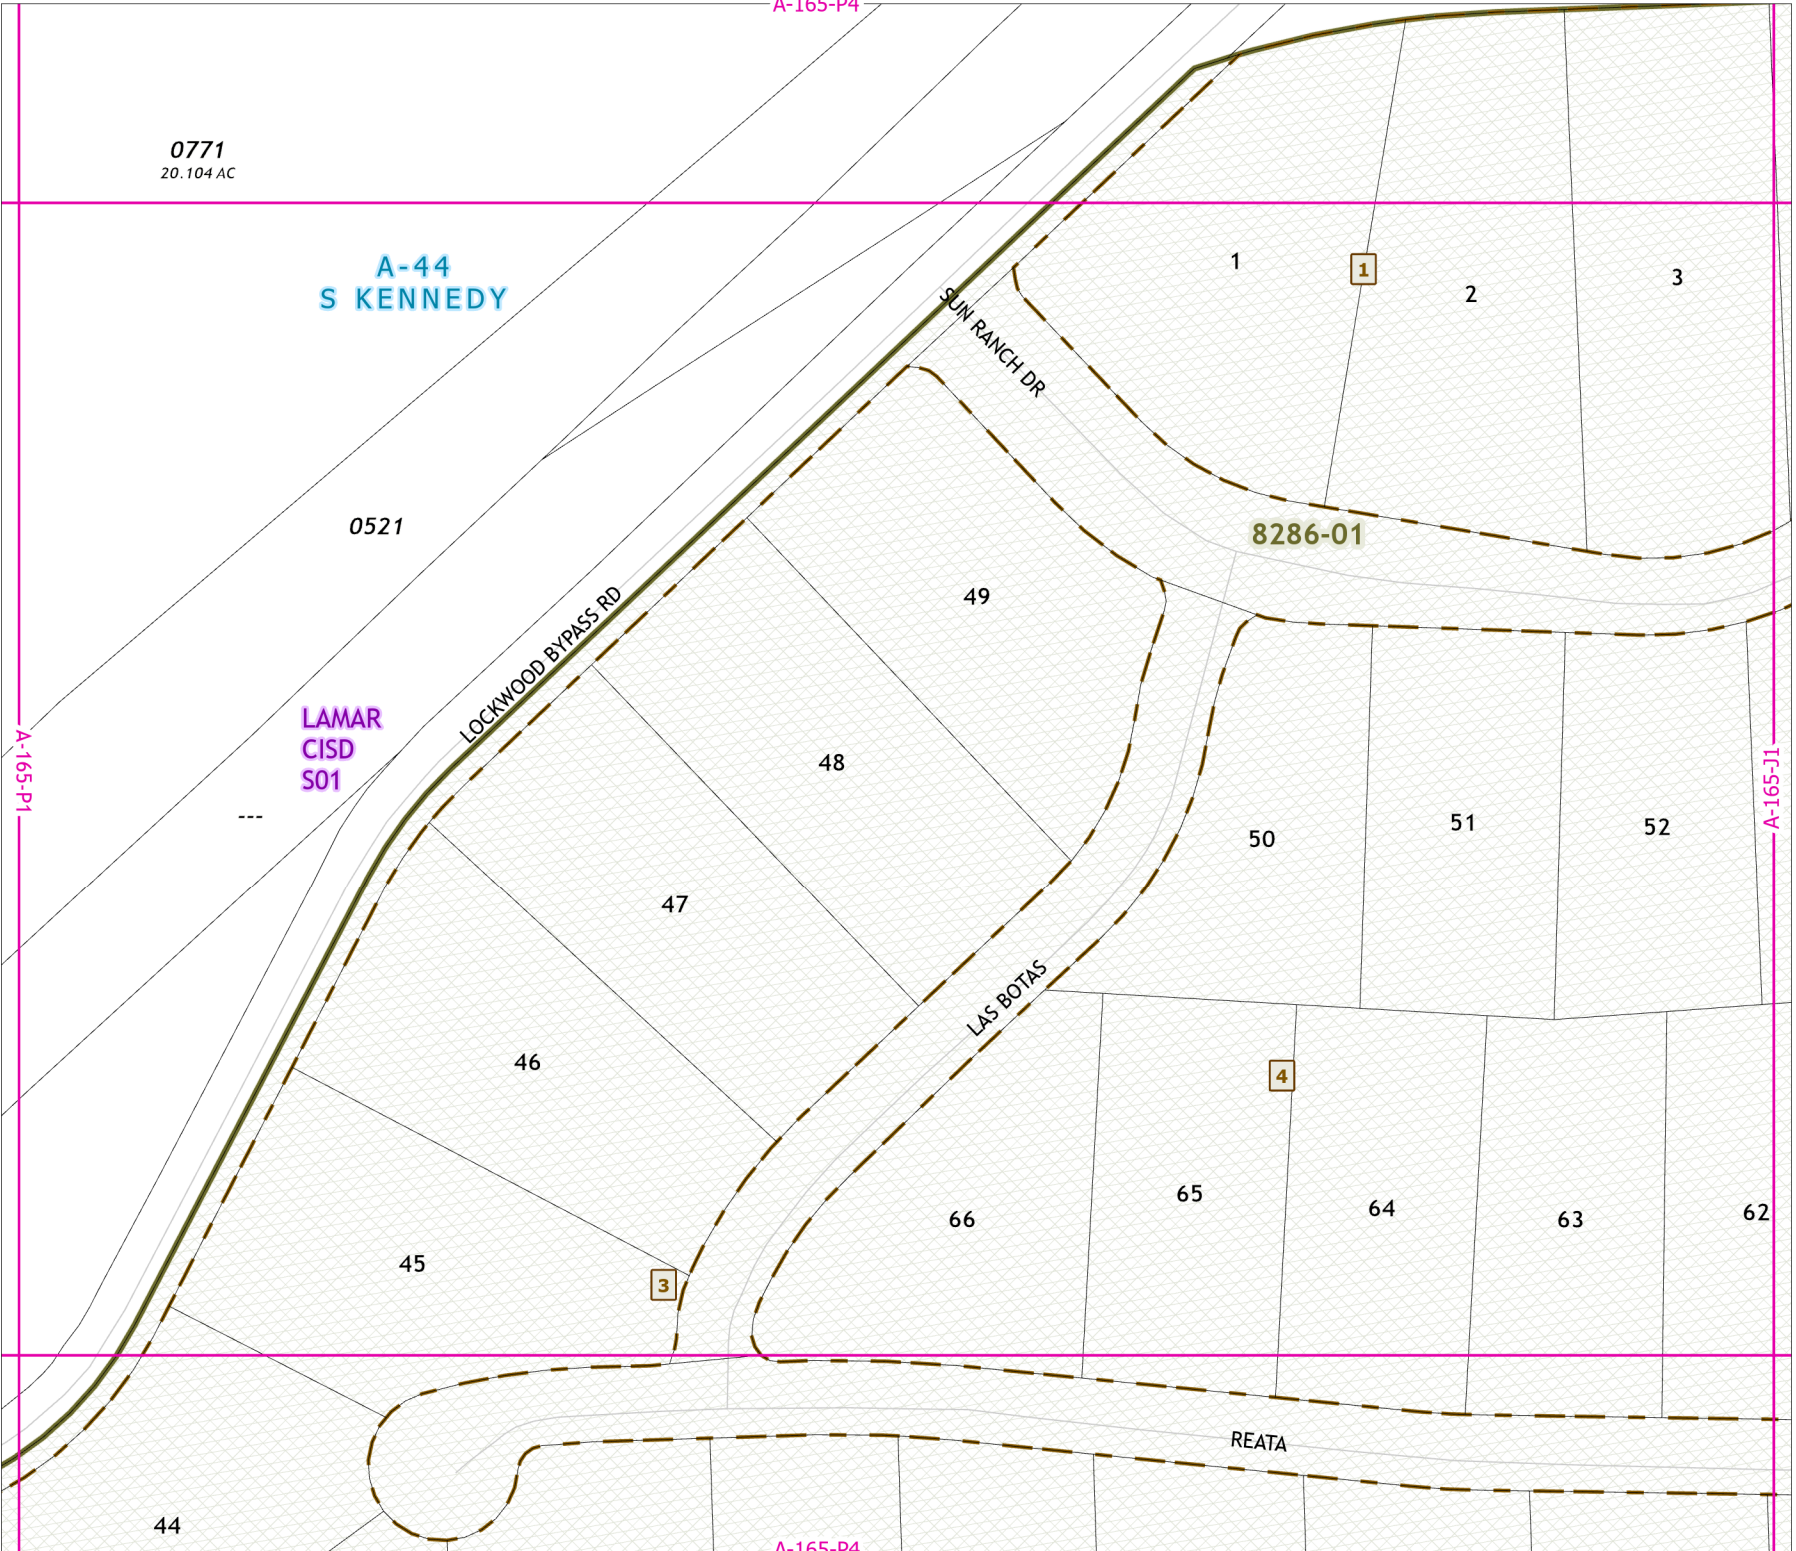 A-165-P4
0771
20.104 AC
A-44
S KENNEDY
1
1
2
3
SUN RANCH DR
0521
8286-01
49
LOCKWOOD BYPASS RD
LAMAR
CISD
S01
A-165-P1
A-165-J1
48
---
50
51
52
47
LAS BOTAS
46
4
65
64
66
63
62
45
3
REATA
44
A-165-P4